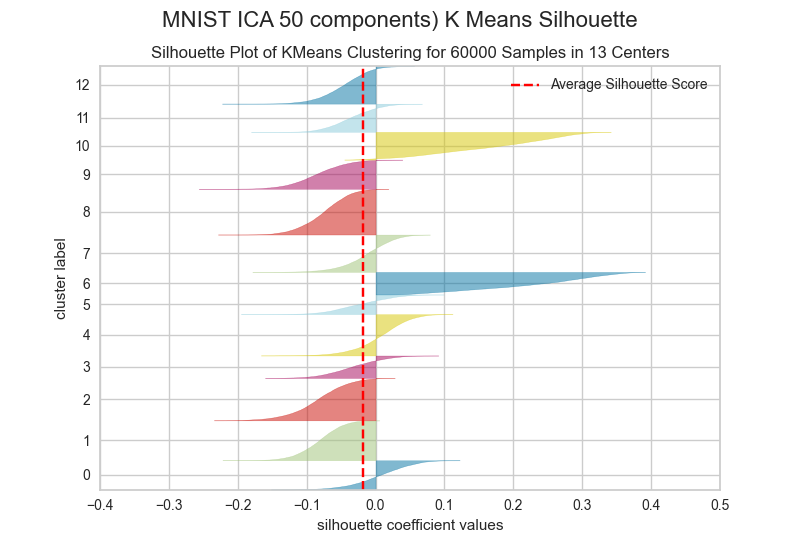 MNIST ICA 50 components) K Means Silhouette
Silhouette Plot of KMeans Clustering for 60000 Samples in 13 Centers
Average Silhouette Score
12
11
10
9
8
7
6
5
4
3
2
1
0
cluster label
−0.4 −0.3 −0.2 −0.1 0.0 0.1 0.2 0.3 0.4 0.5
silhouette coefficient values